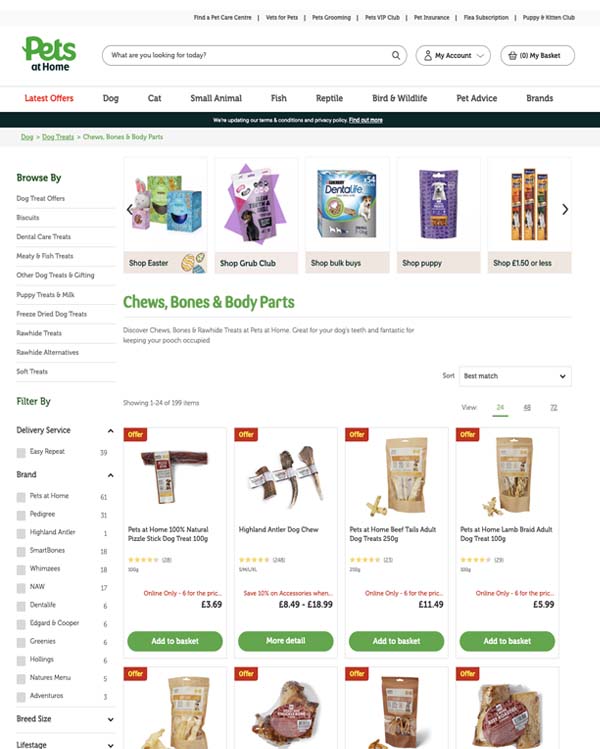 Find a Pet Care Centre | Vets for Pets | Pets Grooming | Pets VIP Club | Pet Insurance | Flea Subscription | Puppy & Kitten Club
Pets
at Home
What are you looking for today?
My Account
(0) My Basket
Latest Offers
Dog
Cat
Small Animal
Fish
Reptile
Bird & Wildlife
Pet Advice
Brands
We're updating our terms & conditions and privacy policy. Find out more
Dog > Dog Treats > Chews, Bones & Body Parts
Browse By
Dog Treat Offers
Biscuits
Dental Care Treats
Meaty & Fish Treats
Other Dog Treats & Gifting
Puppy Treats & Milk
Freeze Dried Dog Treats
Rawhide Treats
Rawhide Alternatives
Soft Treats
DentaLife
x54
Shop Easter
Shop Grub Club
Shop bulk buys
Shop puppy
Shop £1.50 or less
Chews, Bones & Body Parts
Discover Chews, Bones & Rawhide Treats at Pets at Home. Great for your dog's teeth and fantastic for
keeping your pooch occupied
Sort
Best match
Showing 1-24 of 199 items
View:
24
48
72
Filter By
Delivery Service
Easy Repeat 39
Brand
Pets at Home 61
Pedigree 31
Highland Antler 1
SmartBones 18
Whimzees 18
NAW 17
Dentalife 6
Edgard & Cooper 6
Greenies 6
Hollings 6
Natures Menu 5
Adventuros 3
Breed Size
Lifestage
Offer
Pets at Home 100% Natural
Pizzle Stick Dog Treat 100g
(28)
100g
Online Only - 6 for the pric...
£3.69
Add to basket
Offer
Highland Antler Dog Chew
(248)
S/M/L/XL
Save 10% on Accessories when...
£8.49 - £18.99
More detail
Offer
Pets at Home Beef Tails Adult
Dog Treats 250g
(23)
250g
Online Only - 6 for the pric...
£11.49
Add to basket
Offer
Pets at Home Lamb Braid Adult
Dog Treat 100g
(29)
100g
Online Only - 6 for the pric...
£5.99
Add to basket
Offer
Offer
Offer
Offer